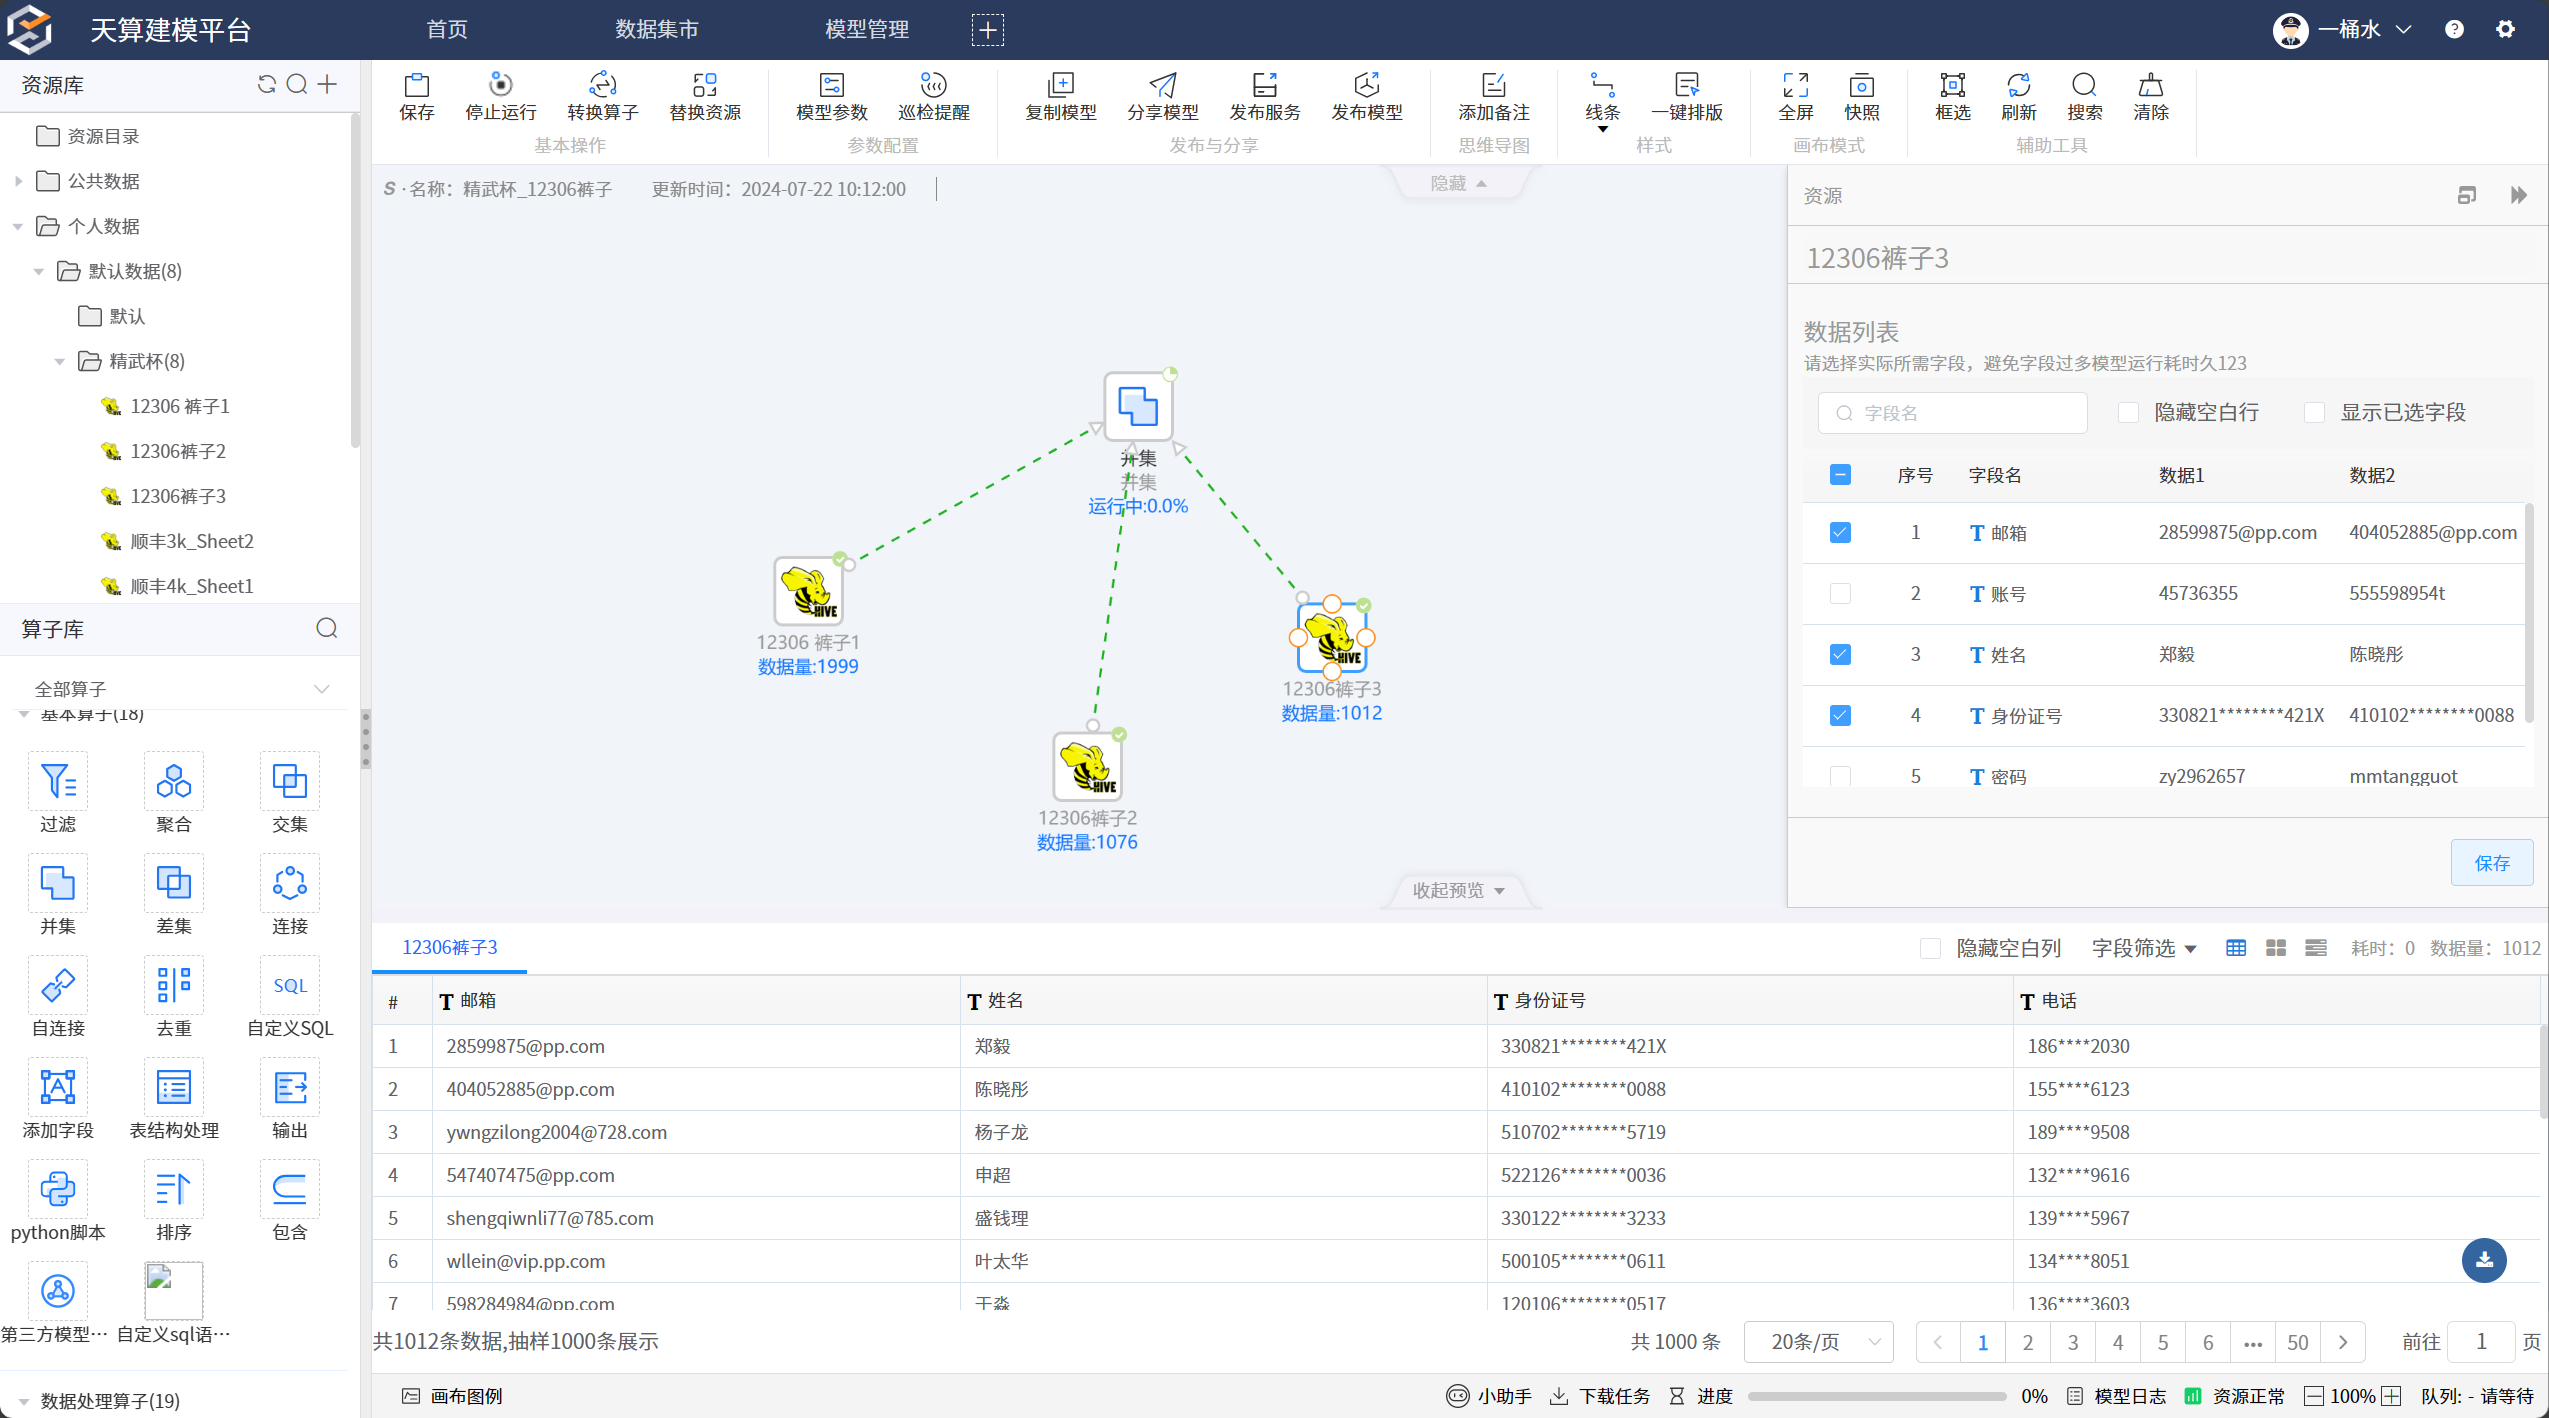 天算建模平台 首页 数据集市 模型管理 一桶水
资源库
资源目录
公共数据
个人数据
默认数据(8)
默认
精武杯(8)
12306 裤子1
12306裤子2
12306裤子3
顺丰3k_Sheet2
顺丰4k_Sheet1
算子库
全部算子
基本算子(18)
过滤 聚合 交集
并集 差集 连接
SQL
自连接 去重 自定义SQL
添加字段 表结构处理 输出
python脚本 排序 包含
第三方模型··· 自定义sql语···
数据处理算子(19)
保存 停止运行 转换算子 替换资源 模型参数 巡检提醒 复制模型 分享模型 发布服务 发布模型 添加备注 线条 一键排版 全屏 快照 框选 刷新 搜索 清除
基本操作 参数配置 发布与分享 思维导图 样式 画布模式 辅助工具
S · 名称：精武杯_12306裤子 更新时间：2024-07-22 10:12:00
隐藏
并集
并集
运行中:0.0%
HIVE
12306 裤子1
数据量:1999
HIVE
12306裤子3
数据量:1012
HIVE
12306裤子2
数据量:1076
收起预览
资源
12306裤子3
数据列表
请选择实际所需字段，避免字段过多模型运行耗时久123
字段名 隐藏空白行 显示已选字段
序号 字段名 数据1 数据2
1 T 邮箱 28599875@pp.com 404052885@pp.com
2 T 账号 45736355 555598954t
3 T 姓名 郑毅 陈晓彤
4 T 身份证号 330821********421X 410102********0088
5 T 密码 zy2962657 mmtangguot
保存
12306裤子3 隐藏空白列 字段筛选 耗时：0 数据量：1012
# T 邮箱 T 姓名 T 身份证号 T 电话
1 28599875@pp.com 郑毅 330821********421X 186****2030
2 404052885@pp.com 陈晓彤 410102********0088 155****6123
3 ywngzilong2004@728.com 杨子龙 510702********5719 189****9508
4 547407475@pp.com 申超 522126********0036 132****9616
5 shengqiwnli77@785.com 盛钱理 330122********3233 139****5967
6 wllein@vip.pp.com 叶太华 500105********0611 134****8051
7 598284984@pp.com 于淼 120106********0517 136****3603
共1012条数据,抽样1000条展示 共 1000 条 20条/页 1 2 3 4 5 6 ··· 50 前往 1 页
画布图例 小助手 下载任务 进度 0% 模型日志 资源正常 100% 队列: - 请等待